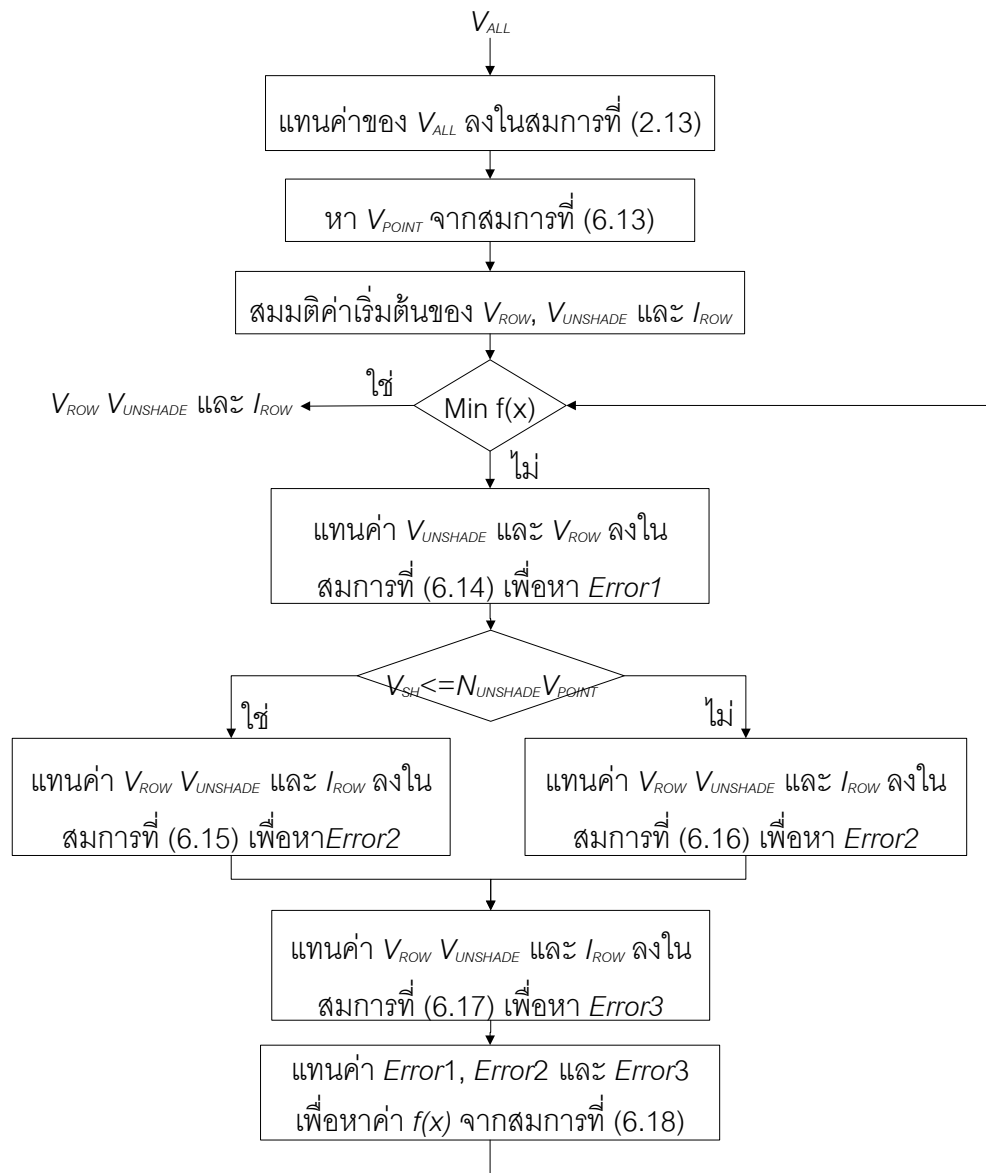 V_ALL
แทนค่าของ V_ALL ลงในสมการที่ (2.13)
หา V_POINT จากสมการที่ (6.13)
สมมติค่าเริ่มต้นของ V_ROW, V_UNSHADE และ I_ROW
ใช่
V_ROW V_UNSHADE และ I_ROW
Min f(x)
ไม่
แทนค่า V_UNSHADE และ V_ROW ลงใน
สมการที่ (6.14) เพื่อหา Error1
V_SH<=N_UNSHADE V_POINT
ใช่
ไม่
แทนค่า V_ROW V_UNSHADE และ I_ROW ลงใน
สมการที่ (6.15) เพื่อหาError2
แทนค่า V_ROW V_UNSHADE และ I_ROW ลงใน
สมการที่ (6.16) เพื่อหา Error2
แทนค่า V_ROW V_UNSHADE และ I_ROW ลงใน
สมการที่ (6.17) เพื่อหา Error3
แทนค่า Error1, Error2 และ Error3
เพื่อหาค่า f(x) จากสมการที่ (6.18)